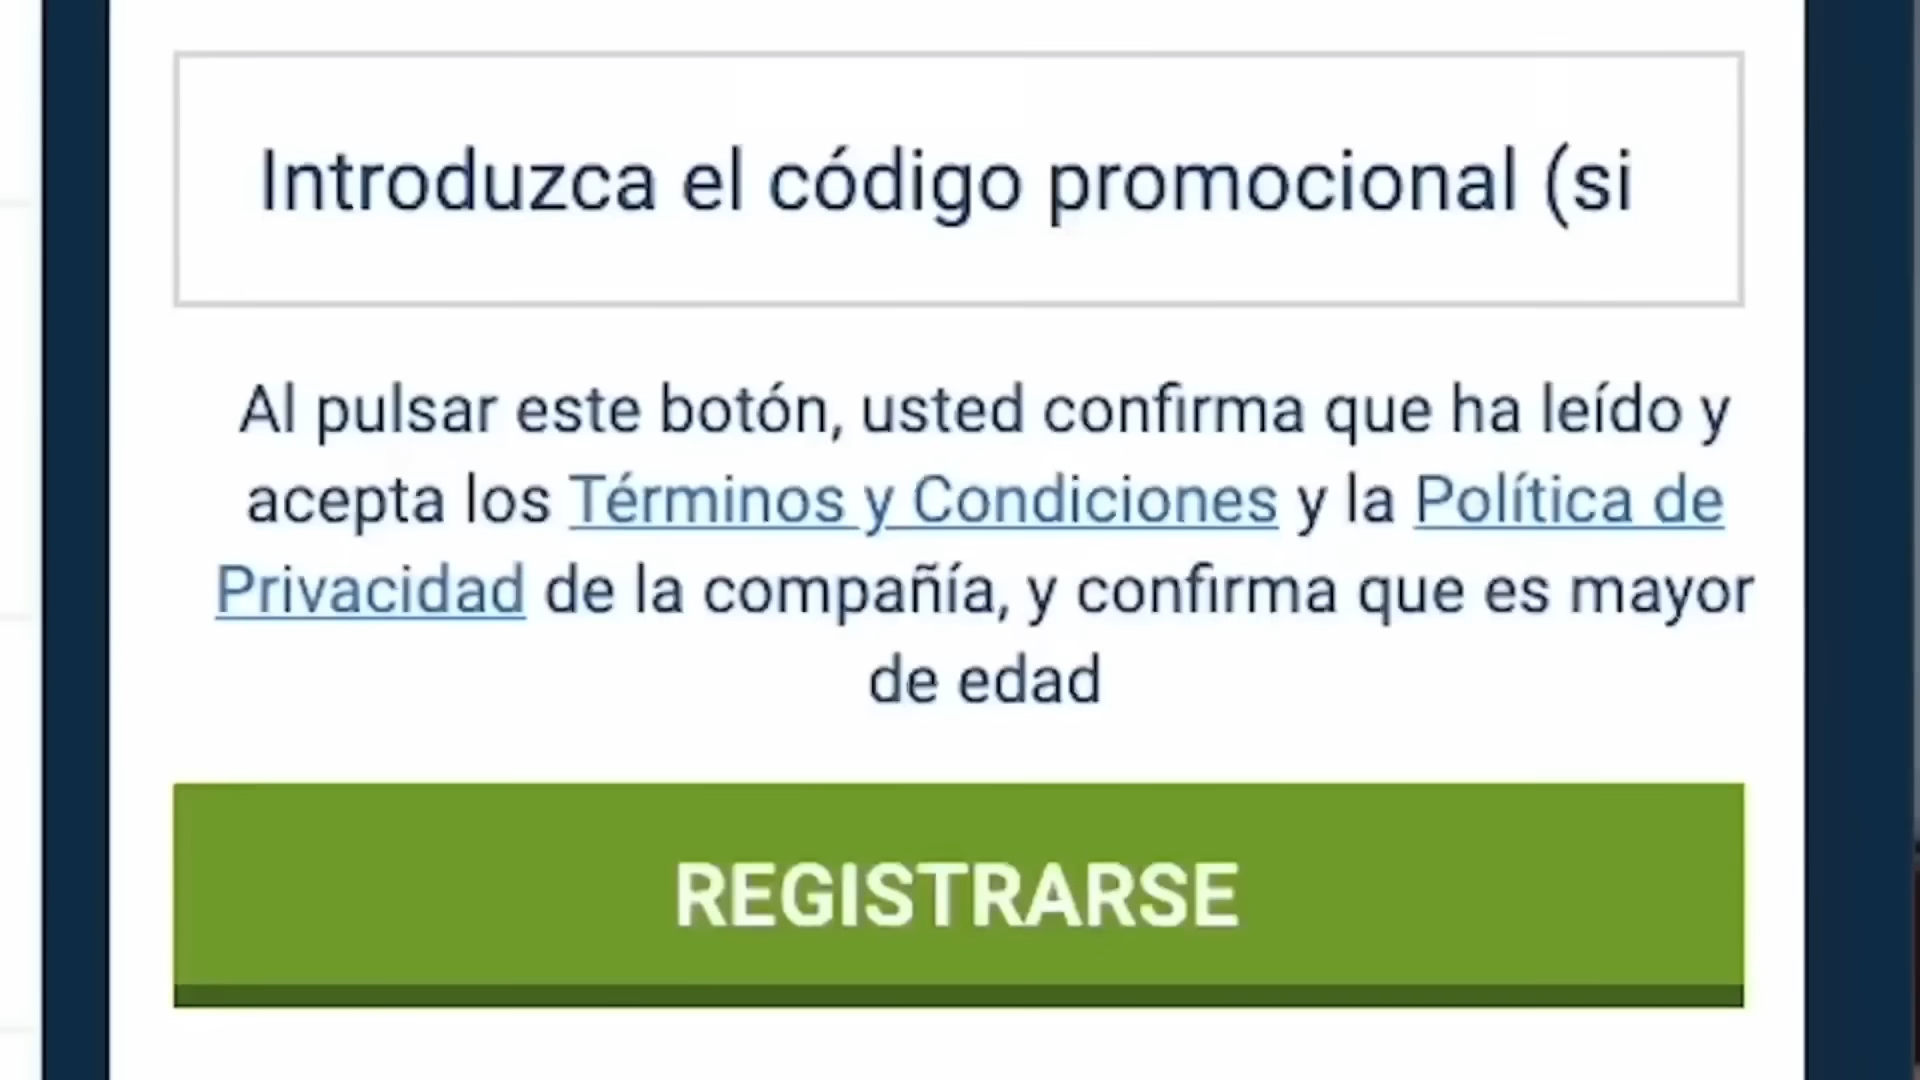 Introduzca el código promocional (si
Al pulsar este botón, usted confirma que ha leído y
acepta los Términos y Condiciones y la Política de
Privacidad de la compañía, y confirma que es mayor
de edad
REGISTRARSE